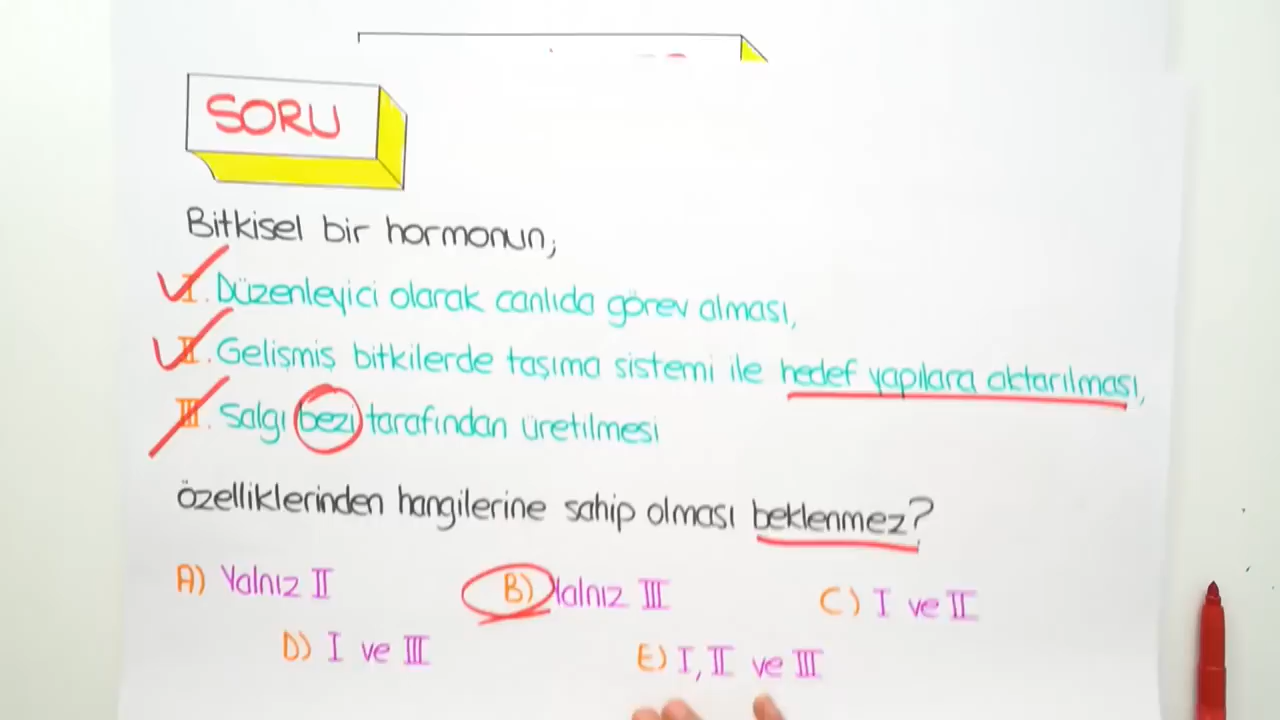 SORU
Bitkisel bir hormonun;
I. Düzenleyici olarak canlıda görev alması,
II. Gelişmiş bitkilerde taşıma sistemi ile hedef yapılara aktarılması,
III. Salgı bezi tarafından üretilmesi
özelliklerinden hangilerine sahip olması beklenmez?
A) Yalnız II B) Yalnız III C) I ve II
D) I ve III E) I, II ve III